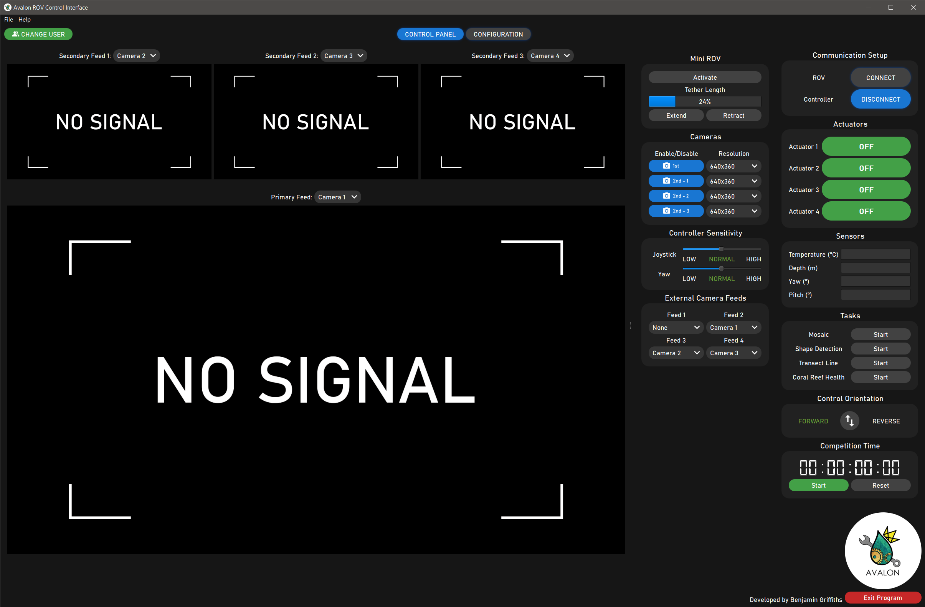 Avalon ROV Control Interface
File Help
CHANGE USER
CONTROL PANEL CONFIGURATION
Secondary Feed 1: Camera 2
Secondary Feed 2: Camera 3
Secondary Feed 3: Camera 4
NO SIGNAL
NO SIGNAL
NO SIGNAL
Primary Feed: Camera 1
NO SIGNAL
Mini ROV
Activate
Tether Length
24%
Extend Retract
Cameras
Enable/Disable Resolution
1st 640x360
2nd - 1 640x360
2nd - 2 640x360
2nd - 3 640x360
Controller Sensitivity
Joystick
LOW NORMAL HIGH
Yaw
LOW NORMAL HIGH
External Camera Feeds
Feed 1 Feed 2
None Camera 1
Feed 3 Feed 4
Camera 2 Camera 3
Communication Setup
ROV CONNECT
Controller DISCONNECT
Actuators
Actuator 1 OFF
Actuator 2 OFF
Actuator 3 OFF
Actuator 4 OFF
Sensors
Temperature (°C)
Depth (m)
Yaw (°)
Pitch (°)
Tasks
Mosaic Start
Shape Detection Start
Transect Line Start
Coral Reef Health Start
Control Orientation
FORWARD REVERSE
Competition Time
00:00:00:00
Start Reset
AVALON
Developed by Benjamin Griffiths
Exit Program